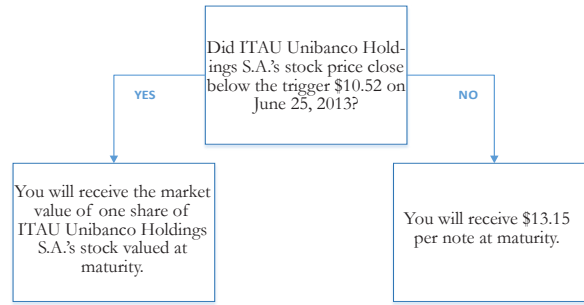 Did ITAU Unibanco Hold-
ings S.A.'s stock price close
below the trigger $10.52 on
June 25, 2013?
YES
NO
You will receive the market
value of one share of
ITAU Unibanco Holdings
S.A.'s stock valued at
maturity.
You will receive $13.15
per note at maturity.